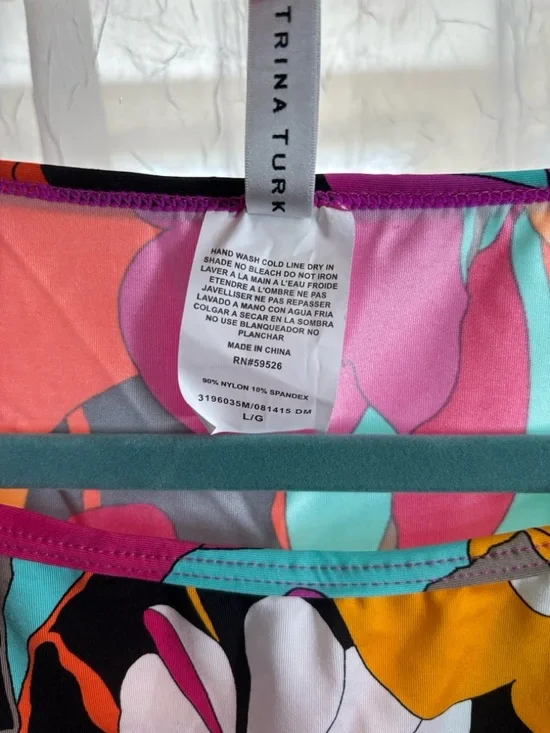 TRINA TURK
HAND WASH COLD LINE DRY IN
SHADE NO BLEACH DO NOT IRON
LAVER A LA MAIN A L'EAU FROIDE
ETENDRE A L'OMBRE NE PAS
JAVELLISER NE PAS REPASSER
LAVADO A MANO CON AGUA FRIA
COLGAR A SECAR EN LA SOMBRA
NO USE BLANQUEADOR NO
PLANCHAR
MADE IN CHINA
RN#59526
90% NYLON 10% SPANDEX
3196035M/081415 DM
L/G